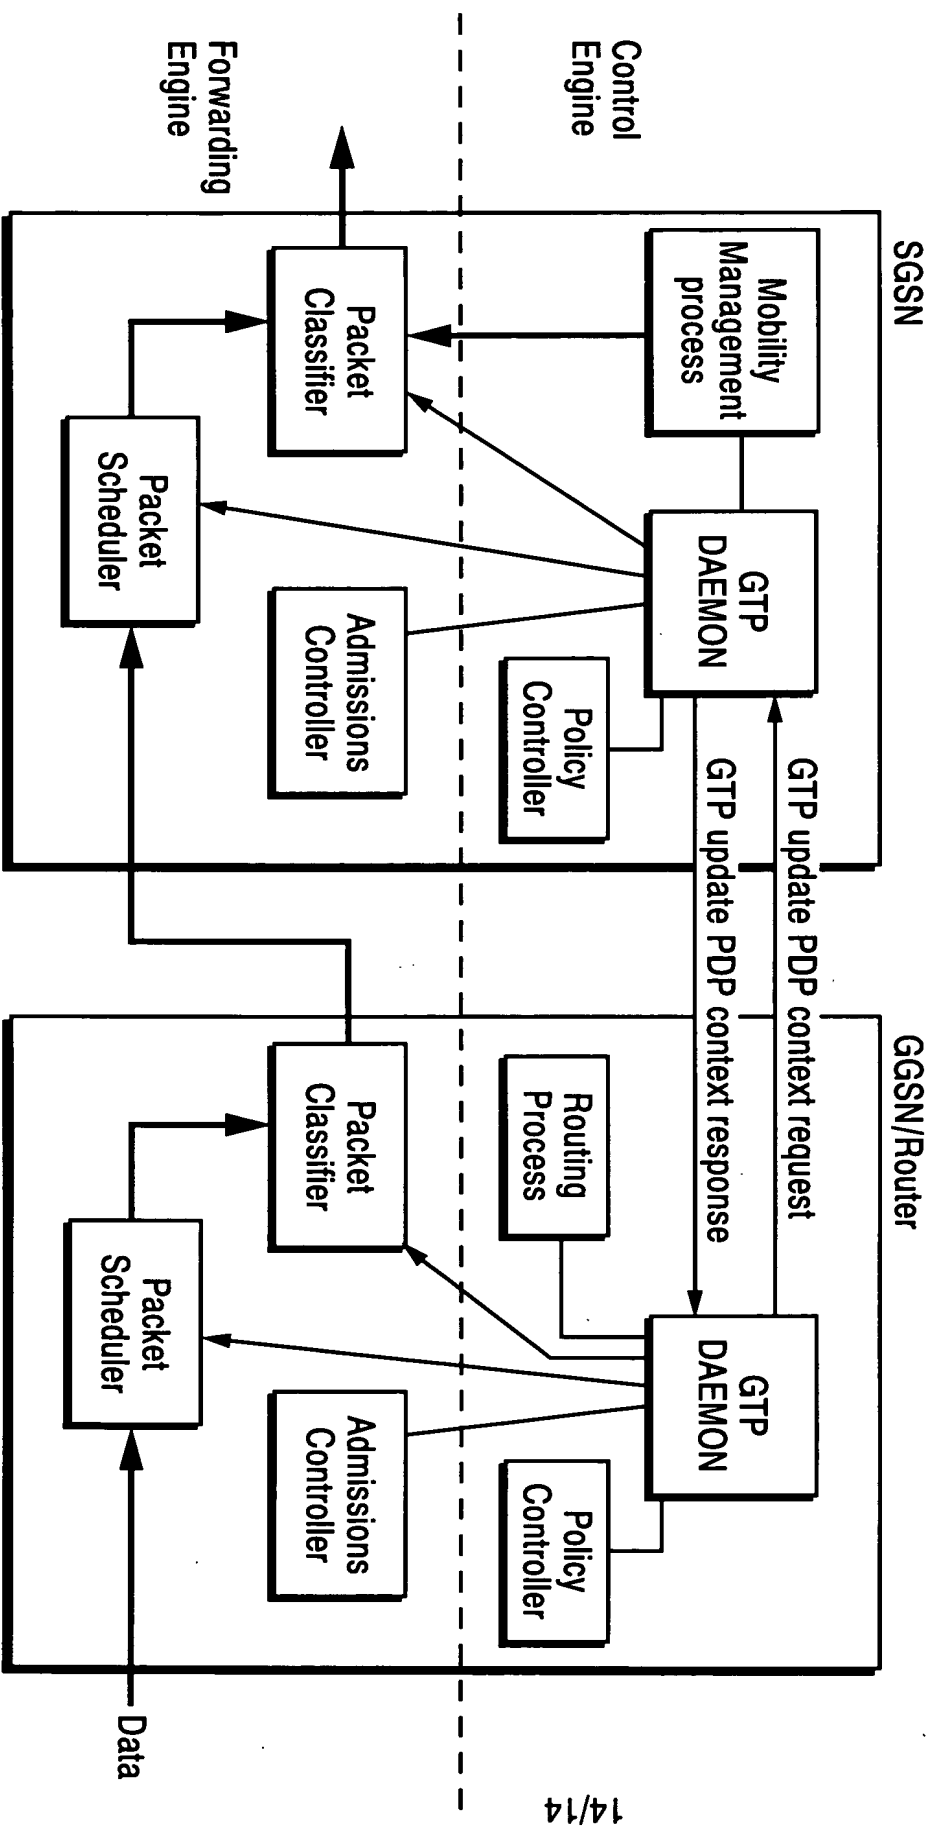 SGSN
GGSN/Router
Control
Engine
Mobility
Management
process
GTP
DAEMON
GTP update PDP context request
GTP update PDP context response
GTP
DAEMON
Policy
Controller
Routing
Process
Policy
Controller
Forwarding
Engine
Packet
Classifier
Admissions
Controller
Packet
Classifier
Admissions
Controller
Packet
Scheduler
Packet
Scheduler
Data
14/14